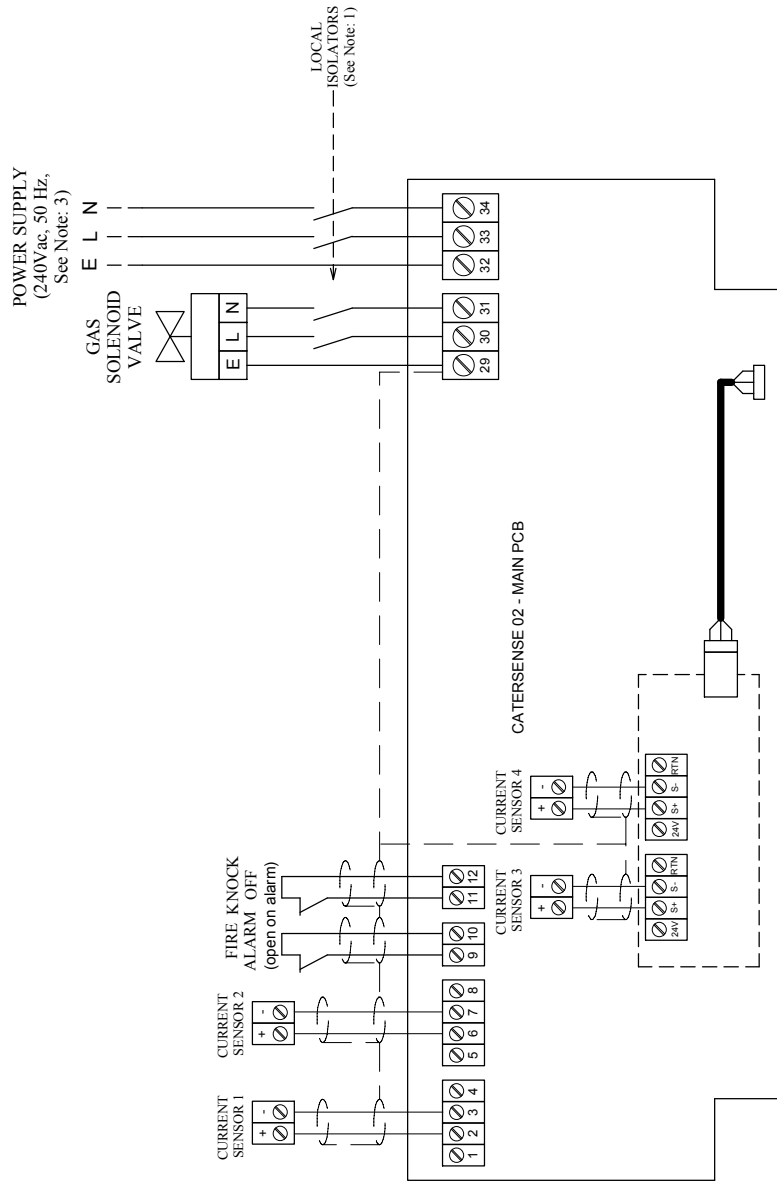 POWER SUPPLY
(240Vac, 50 Hz,
See Note: 3)
E L N
GAS
SOLENOID
VALVE
E L N
LOCAL
ISOLATORS
(See Note: 1)
29 30 31
32 33 34
FIRE KNOCK
ALARM OFF
(open on alarm)
9 10
11 12
CURRENT
SENSOR 1
+ -
1 2 3 4
CURRENT
SENSOR 2
+ -
5 6 7 8
CATERSENSE 02 - MAIN PCB
CURRENT
SENSOR 3
+ -
24V S+ S- RTN
CURRENT
SENSOR 4
+ -
24V S+ S- RTN